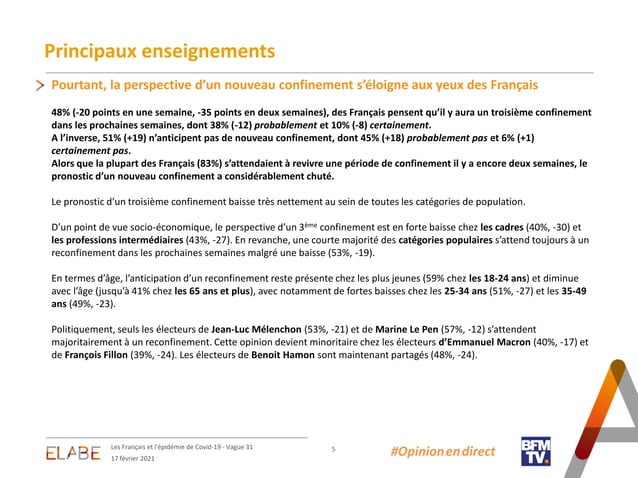 Principaux enseignements
Pourtant, la perspective d’un nouveau confinement s’éloigne aux yeux des Français
48% (-20 points en une semaine, -35 points en deux semaines), des Français pensent qu’il y aura un troisième confinement
dans les prochaines semaines, dont 38% (-12) probablement et 10% (-8) certainement.
A l’inverse, 51% (+19) n’anticipent pas de nouveau confinement, dont 45% (+18) probablement pas et 6% (+1)
certainement pas.
Alors que la plupart des Français (83%) s’attendaient à revivre une période de confinement il y a encore deux semaines, le
pronostic d’un nouveau confinement a considérablement chuté.
Le pronostic d’un troisième confinement baisse très nettement au sein de toutes les catégories de population.
D’un point de vue socio-économique, le perspective d’un 3ème confinement est en forte baisse chez les cadres (40%, -30) et
les professions intermédiaires (43%, -27). En revanche, une courte majorité des catégories populaires s’attend toujours à un
reconfinement dans les prochaines semaines malgré une baisse (53%, -19).
En termes d’âge, l’anticipation d’un reconfinement reste présente chez les plus jeunes (59% chez les 18-24 ans) et diminue
avec l’âge (jusqu’à 41% chez les 65 ans et plus), avec notamment de fortes baisses chez les 25-34 ans (51%, -27) et les 35-49
ans (49%, -23).
Politiquement, seuls les électeurs de Jean-Luc Mélenchon (53%, -21) et de Marine Le Pen (57%, -12) s’attendent
majoritairement à un reconfinement. Cette opinion devient minoritaire chez les électeurs d’Emmanuel Macron (40%, -17) et
de François Fillon (39%, -24). Les électeurs de Benoit Hamon sont maintenant partagés (48%, -24).
ELABE
Les Français et l’épidémie de Covid-19 - Vague 31
17 février 2021
5
#Opinionendirect
BFM
TV.